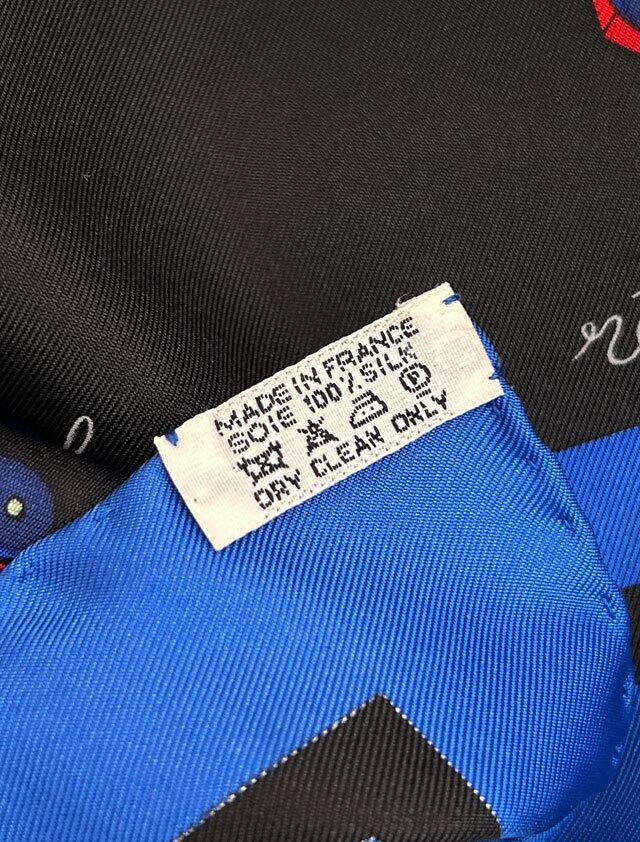 MADE IN FRANCE
SOIE 100% SILK
P
DRY CLEAN ONLY